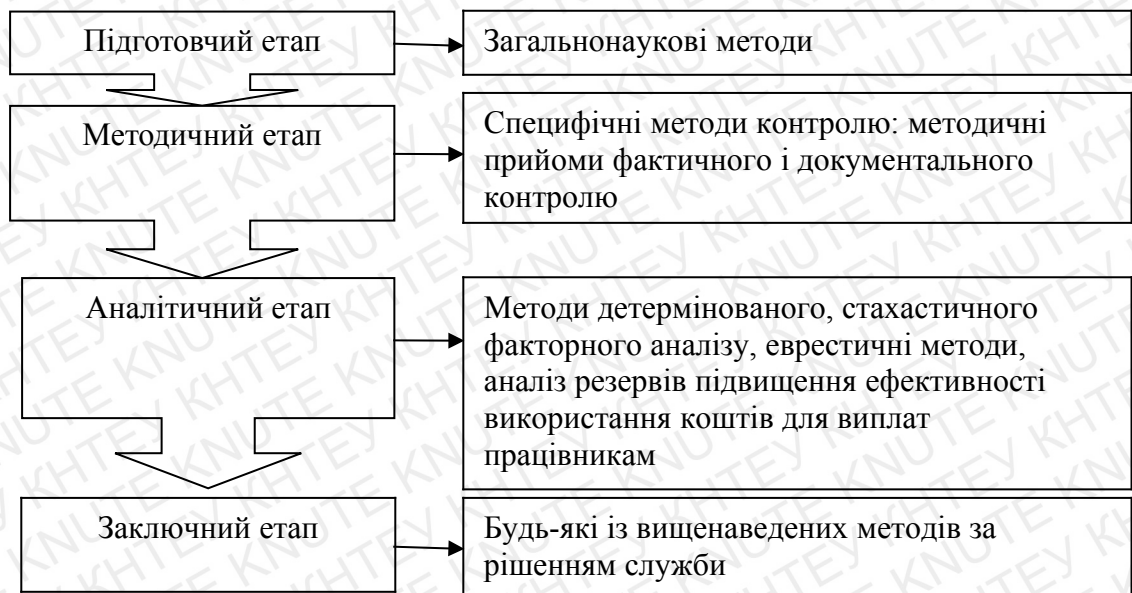 Підготовчий етап
Загальнонаукові методи
Методичний етап
Специфічні методи контролю: методичні
прийоми фактичного і документального
контролю
Аналітичний етап
Методи детермінованого, стахастичного
факторного аналізу, еврестичні методи,
аналіз резервів підвищення ефективності
використання коштів для виплат
працівникам
Заключний етап
Будь-які із вищенаведених методів за
рішенням служби